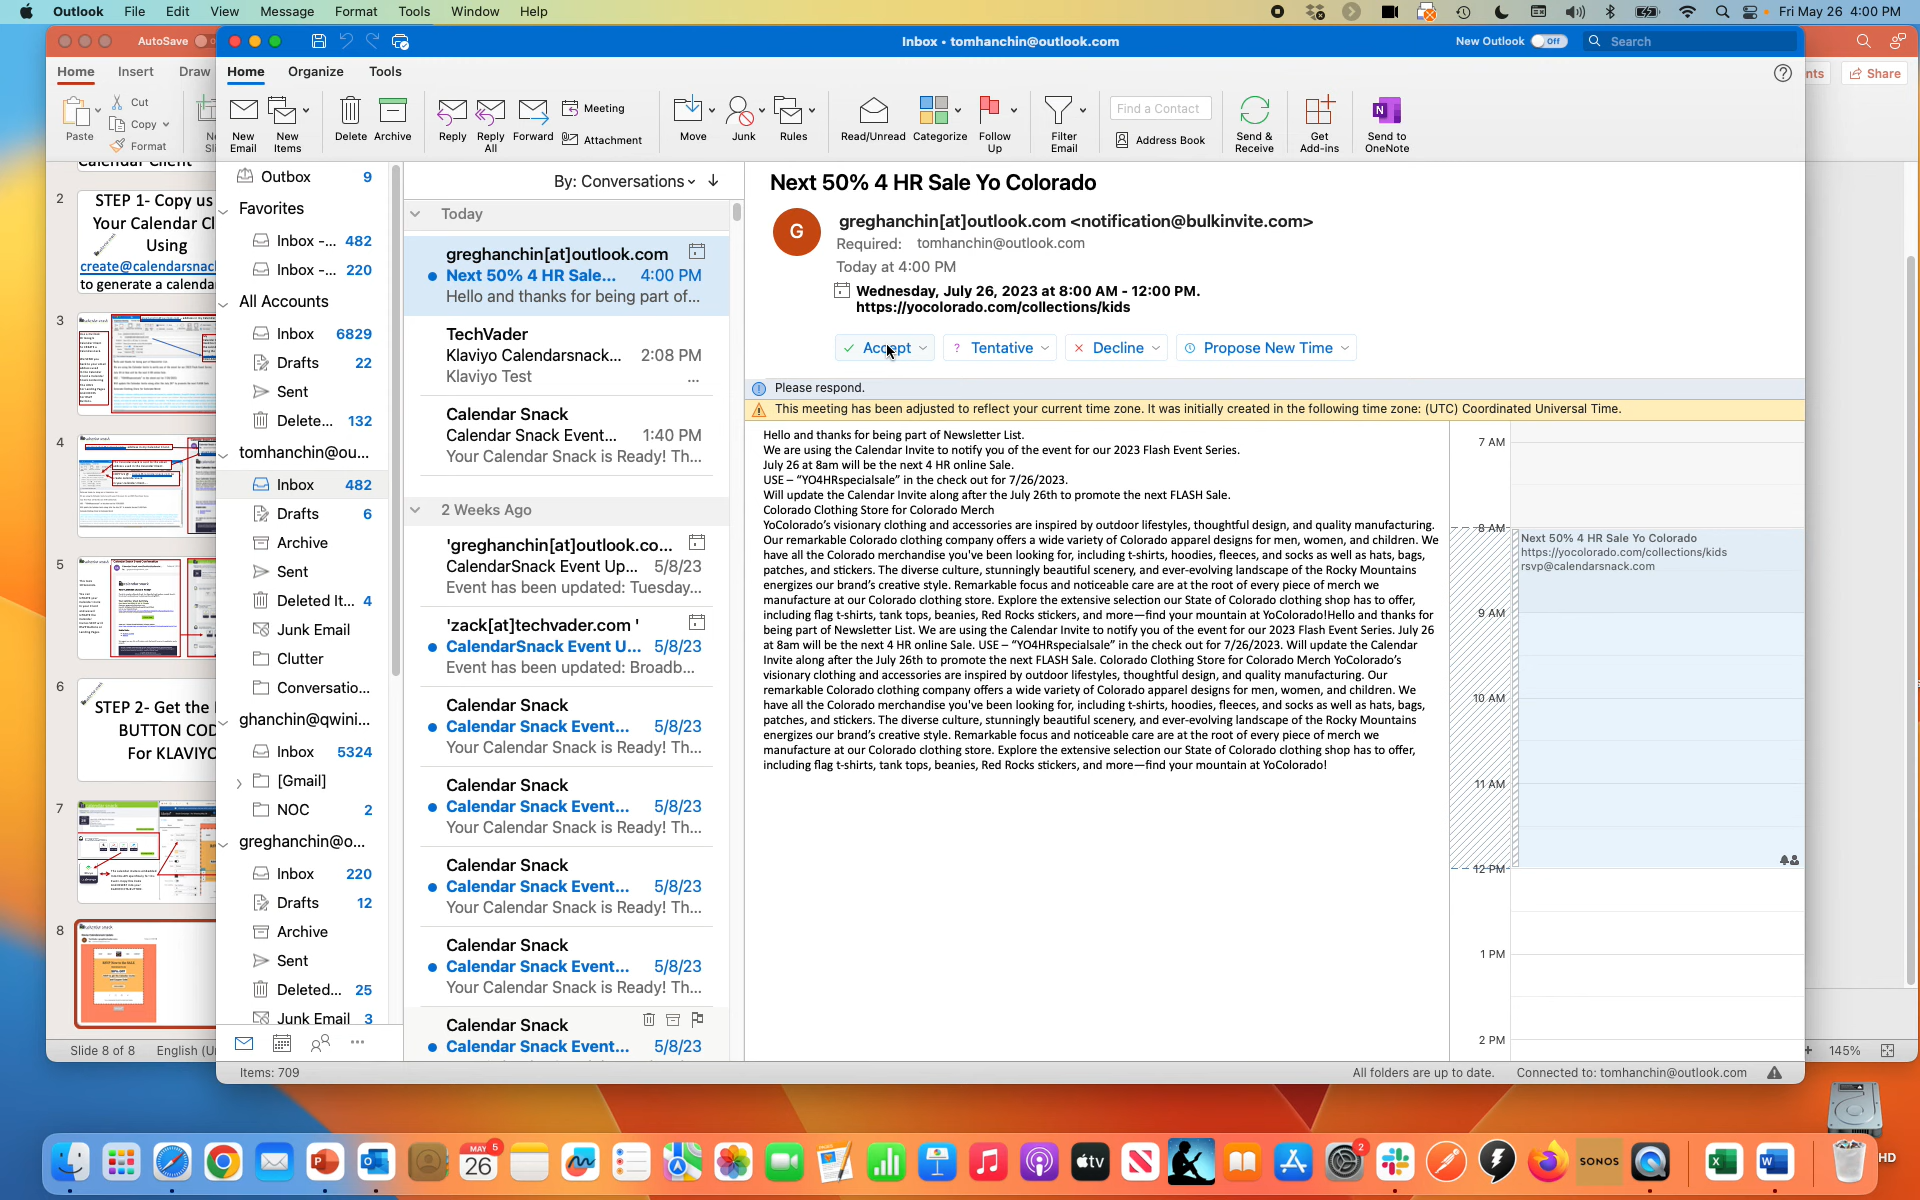 Outlook File Edit View Message Format Tools Window Help
Fri May 26 4:00 PM
AutoSave
Inbox • tomhanchin@outlook.com
New Outlook Off
Search
Home Insert Draw
Home Organize Tools
Share
Paste
Cut
Copy
Format
New Email
New Items
Delete
Archive
Reply
Reply All
Forward
Meeting
Attachment
Move
Junk
Rules
Read/Unread
Categorize
Follow Up
Filter Email
Find a Contact
Address Book
Send & Receive
Get Add-ins
Send to OneNote
Calendar Client
2
STEP 1- Copy us
Your Calendar Cl
Using
create@calendarsnac
to generate a calenda
3
4
5
6
STEP 2- Get the
BUTTON COD
For KLAVIYO
7
8
Slide 8 of 8
English (U
Outbox 9
Favorites
Inbox -... 482
Inbox -... 220
All Accounts
Inbox 6829
Drafts 22
Sent
Delete... 132
tomhanchin@ou...
Inbox 482
Drafts 6
Archive
Sent
Deleted It... 4
Junk Email
Clutter
Conversatio...
ghanchin@qwini...
Inbox 5324
[Gmail]
NOC 2
greghanchin@o...
Inbox 220
Drafts 12
Archive
Sent
Deleted... 25
Junk Email 3
Items: 709
By: Conversations
Today
greghanchin[at]outlook.com
Next 50% 4 HR Sale... 4:00 PM
Hello and thanks for being part of...
TechVader
Klaviyo Calendarsnack... 2:08 PM
Klaviyo Test ...
Calendar Snack
Calendar Snack Event... 1:40 PM
Your Calendar Snack is Ready! Th...
2 Weeks Ago
'greghanchin[at]outlook.co...
CalendarSnack Event Up... 5/8/23
Event has been updated: Tuesday...
'zack[at]techvader.com '
CalendarSnack Event U... 5/8/23
Event has been updated: Broadb...
Calendar Snack
Calendar Snack Event... 5/8/23
Your Calendar Snack is Ready! Th...
Calendar Snack
Calendar Snack Event... 5/8/23
Your Calendar Snack is Ready! Th...
Calendar Snack
Calendar Snack Event... 5/8/23
Your Calendar Snack is Ready! Th...
Calendar Snack
Calendar Snack Event... 5/8/23
Your Calendar Snack is Ready! Th...
Calendar Snack
Calendar Snack Event... 5/8/23
Next 50% 4 HR Sale Yo Colorado
G
greghanchin[at]outlook.com <notification@bulkinvite.com>
Required: tomhanchin@outlook.com
Today at 4:00 PM
Wednesday, July 26, 2023 at 8:00 AM - 12:00 PM.
https://yocolorado.com/collections/kids
Accept
? Tentative
Decline
Propose New Time
Please respond.
This meeting has been adjusted to reflect your current time zone. It was initially created in the following time zone: (UTC) Coordinated Universal Time.
Hello and thanks for being part of Newsletter List.
We are using the Calendar Invite to notify you of the event for our 2023 Flash Event Series.
July 26 at 8am will be the next 4 HR online Sale.
USE – “YO4HRspecialsale” in the check out for 7/26/2023.
Will update the Calendar Invite along after the July 26th to promote the next FLASH Sale.
Colorado Clothing Store for Colorado Merch
YoColorado’s visionary clothing and accessories are inspired by outdoor lifestyles, thoughtful design, and quality manufacturing.
Our remarkable Colorado clothing company offers a wide variety of Colorado apparel designs for men, women, and children. We
have all the Colorado merchandise you've been looking for, including t-shirts, hoodies, fleeces, and socks as well as hats, bags,
patches, and stickers. The diverse culture, stunningly beautiful scenery, and ever-evolving landscape of the Rocky Mountains
energizes our brand’s creative style. Remarkable focus and noticeable care are at the root of every piece of merch we
manufacture at our Colorado clothing store. Explore the extensive selection our State of Colorado clothing shop has to offer,
including flag t-shirts, tank tops, beanies, Red Rocks stickers, and more—find your mountain at YoColorado!Hello and thanks for
being part of Newsletter List. We are using the Calendar Invite to notify you of the event for our 2023 Flash Event Series. July 26
at 8am will be the next 4 HR online Sale. USE – “YO4HRspecialsale” in the check out for 7/26/2023. Will update the Calendar
Invite along after the July 26th to promote the next FLASH Sale. Colorado Clothing Store for Colorado Merch YoColorado’s
visionary clothing and accessories are inspired by outdoor lifestyles, thoughtful design, and quality manufacturing. Our
remarkable Colorado clothing company offers a wide variety of Colorado apparel designs for men, women, and children. We
have all the Colorado merchandise you've been looking for, including t-shirts, hoodies, fleeces, and socks as well as hats, bags,
patches, and stickers. The diverse culture, stunningly beautiful scenery, and ever-evolving landscape of the Rocky Mountains
energizes our brand’s creative style. Remarkable focus and noticeable care are at the root of every piece of merch we
manufacture at our Colorado clothing store. Explore the extensive selection our State of Colorado clothing shop has to offer,
including flag t-shirts, tank tops, beanies, Red Rocks stickers, and more—find your mountain at YoColorado!
7 AM
8 AM
Next 50% 4 HR Sale Yo Colorado
https://yocolorado.com/collections/kids
rsvp@calendarsnack.com
9 AM
10 AM
11 AM
12 PM
1 PM
2 PM
All folders are up to date.
Connected to: tomhanchin@outlook.com
145%
MAY
26
5
tv
2
SONOS
HD